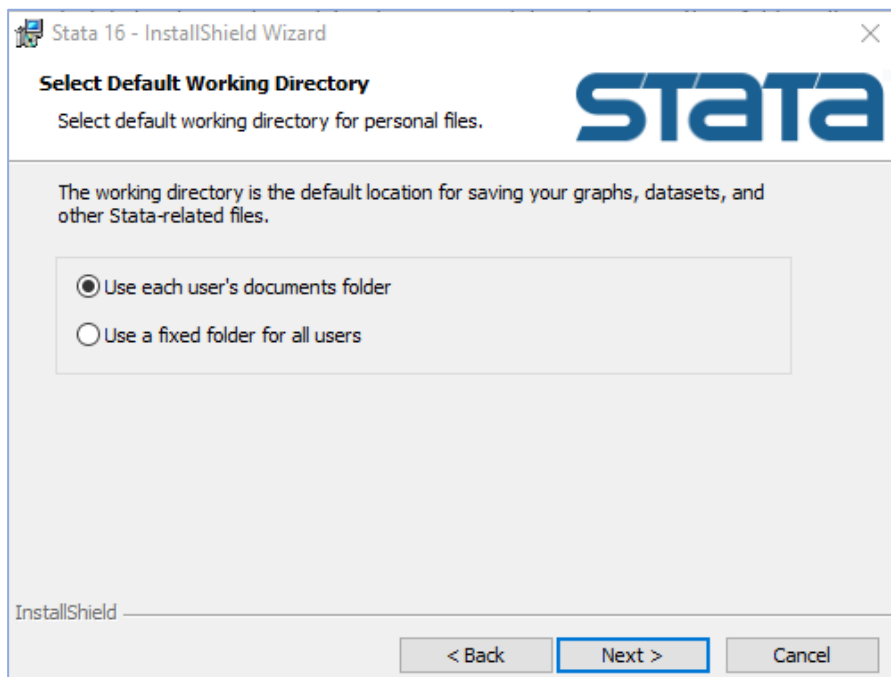 Stata 16 - InstallShield Wizard
Select Default Working Directory
Select default working directory for personal files.
STATA
The working directory is the default location for saving your graphs, datasets, and
other Stata-related files.
Use each user's documents folder
Use a fixed folder for all users
InstallShield
< Back
Next >
Cancel